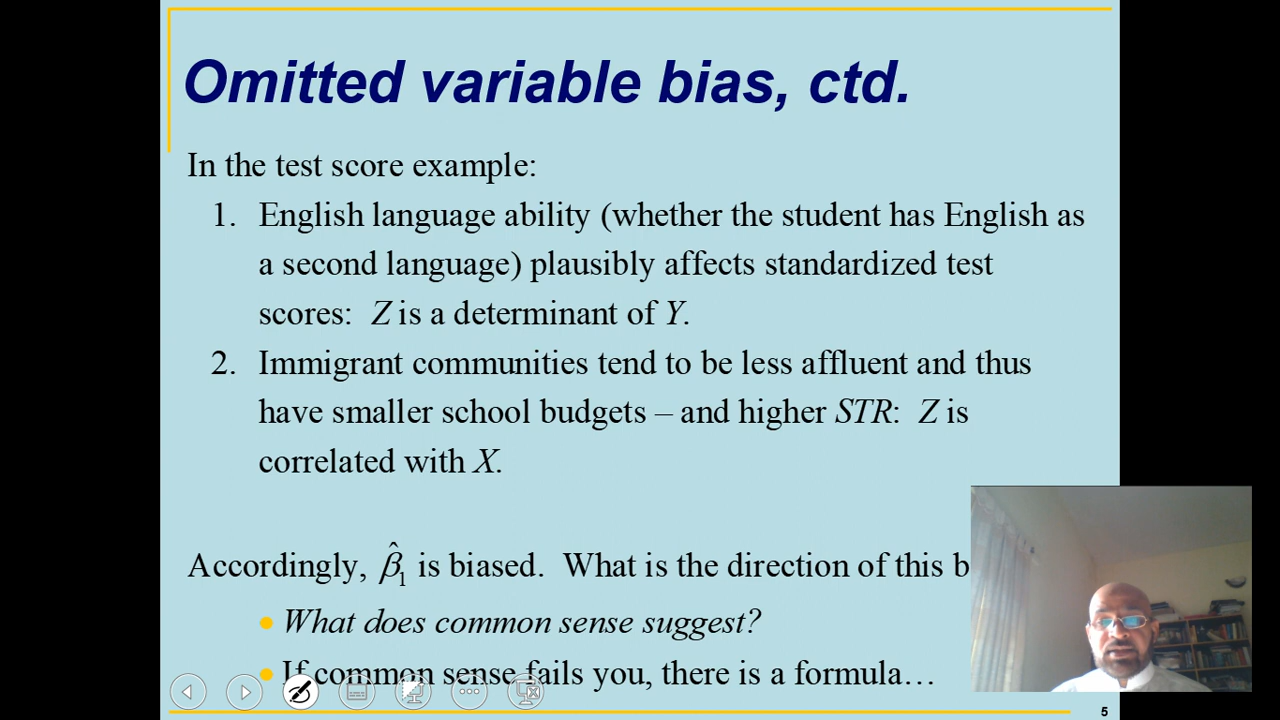 Omitted variable bias, ctd.
In the test score example:
1. English language ability (whether the student has English as
a second language) plausibly affects standardized test
scores: Z is a determinant of Y.
2. Immigrant communities tend to be less affluent and thus
have smaller school budgets – and higher STR: Z is
correlated with X.
Accordingly, β̂₁ is biased. What is the direction of this b
• What does common sense suggest?
• If common sense fails you, there is a formula…
5